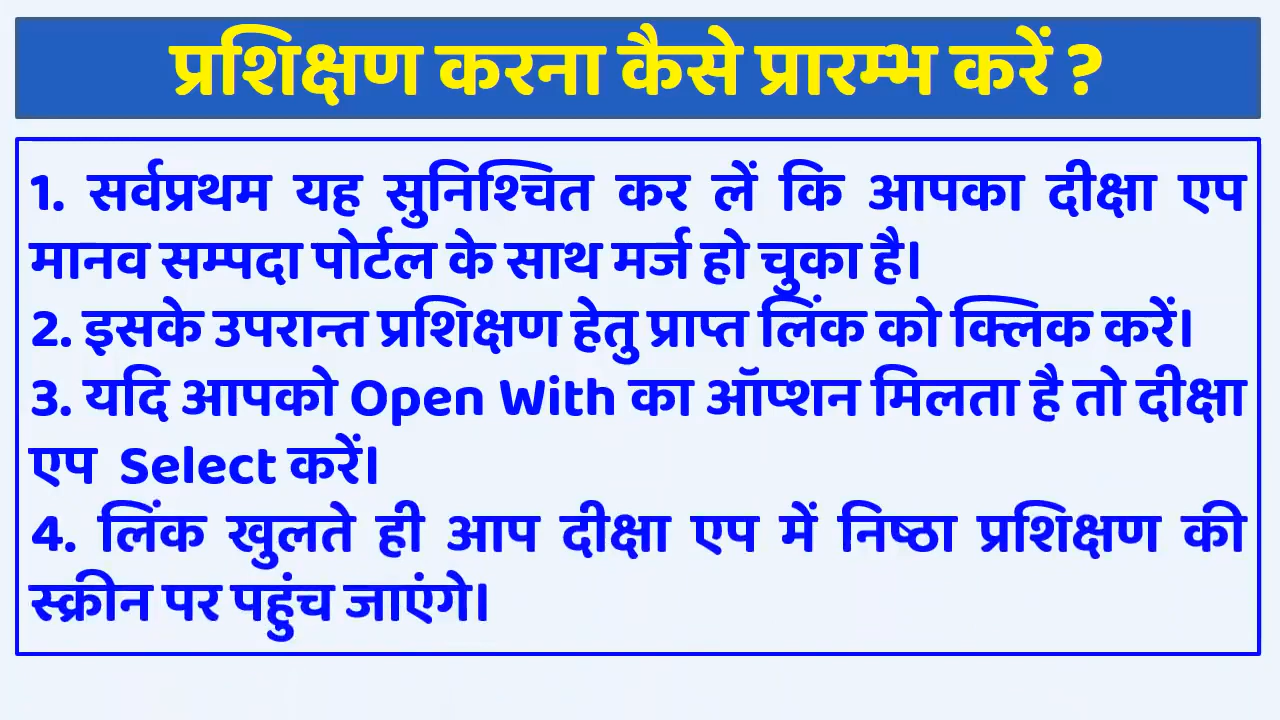 प्रशिक्षण करना कैसे प्रारम्भ करें ?
1. सर्वप्रथम यह सुनिश्चित कर लें कि आपका दीक्षा एप
मानव सम्पदा पोर्टल के साथ मर्ज हो चुका है।
2. इसके उपरान्त प्रशिक्षण हेतु प्राप्त लिंक को क्लिक करें।
3. यदि आपको Open With का ऑप्शन मिलता है तो दीक्षा
एप Select करें।
4. लिंक खुलते ही आप दीक्षा एप में निष्ठा प्रशिक्षण की
स्क्रीन पर पहुंच जाएंगे।